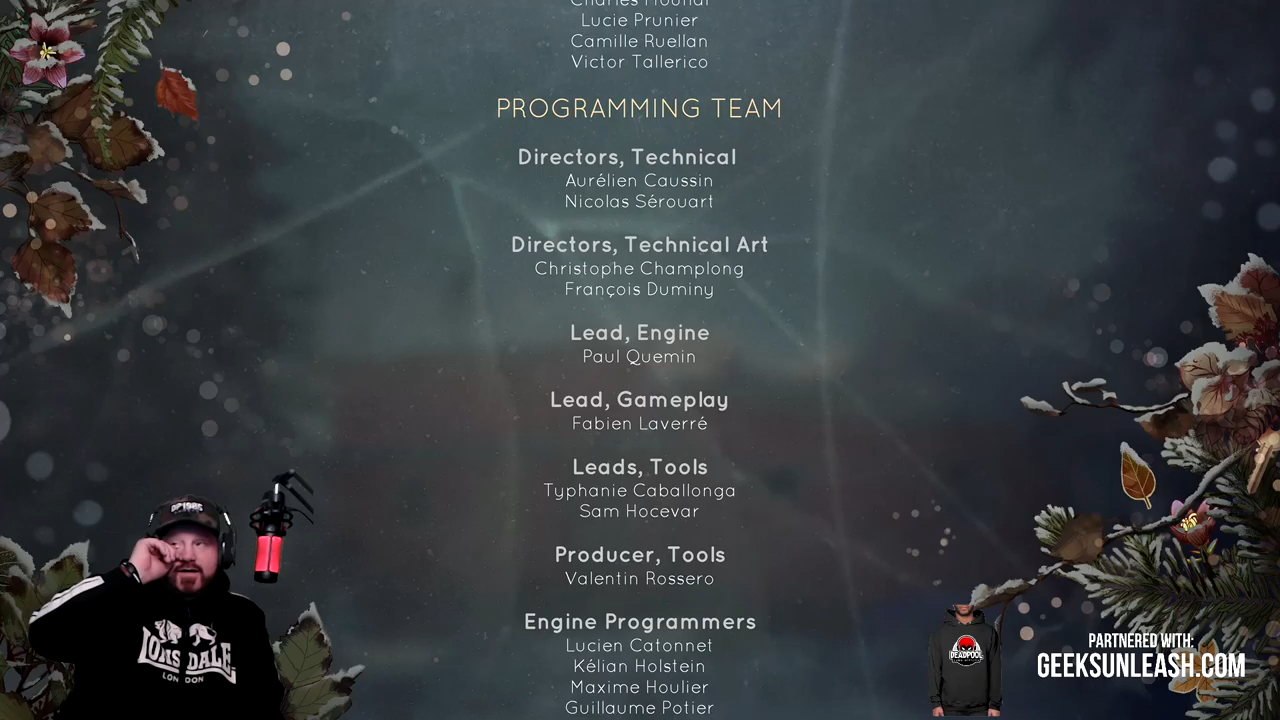 Lucie Prunier
Camille Ruellan
Victor Tallerico
PROGRAMMING TEAM
Directors, Technical
Aurélien Caussin
Nicolas Sérouart
Directors, Technical Art
Christophe Champlong
François Duminy
Lead, Engine
Paul Quemin
Lead, Gameplay
Fabien Laverré
Leads, Tools
Typhanie Caballonga
Sam Hocevar
Producer, Tools
Valentin Rossero
Engine Programmers
Lucien Catonnet
Kélian Holstein
Maxime Houlier
Guillaume Potier
LONSDALE
LONDON
DEADPOOL
PARTNERED WITH:
GEEKSUNLEASH.COM